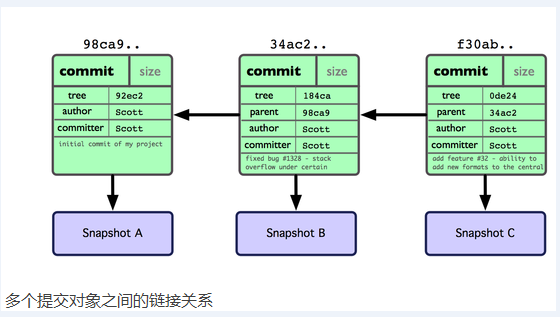 98ca9..
34ac2..
f30ab..
commit size
tree 92ec2
author Scott
committer Scott
initial commit of my project
commit size
tree 184ca
parent 98ca9
author Scott
committer Scott
fixed bug #1328 - stack
overflow under certain
commit size
tree 0de24
parent 34ac2
author Scott
committer Scott
add feature #32 - ability to
add new formats to the central
Snapshot A
Snapshot B
Snapshot C
多个提交对象之间的链接关系